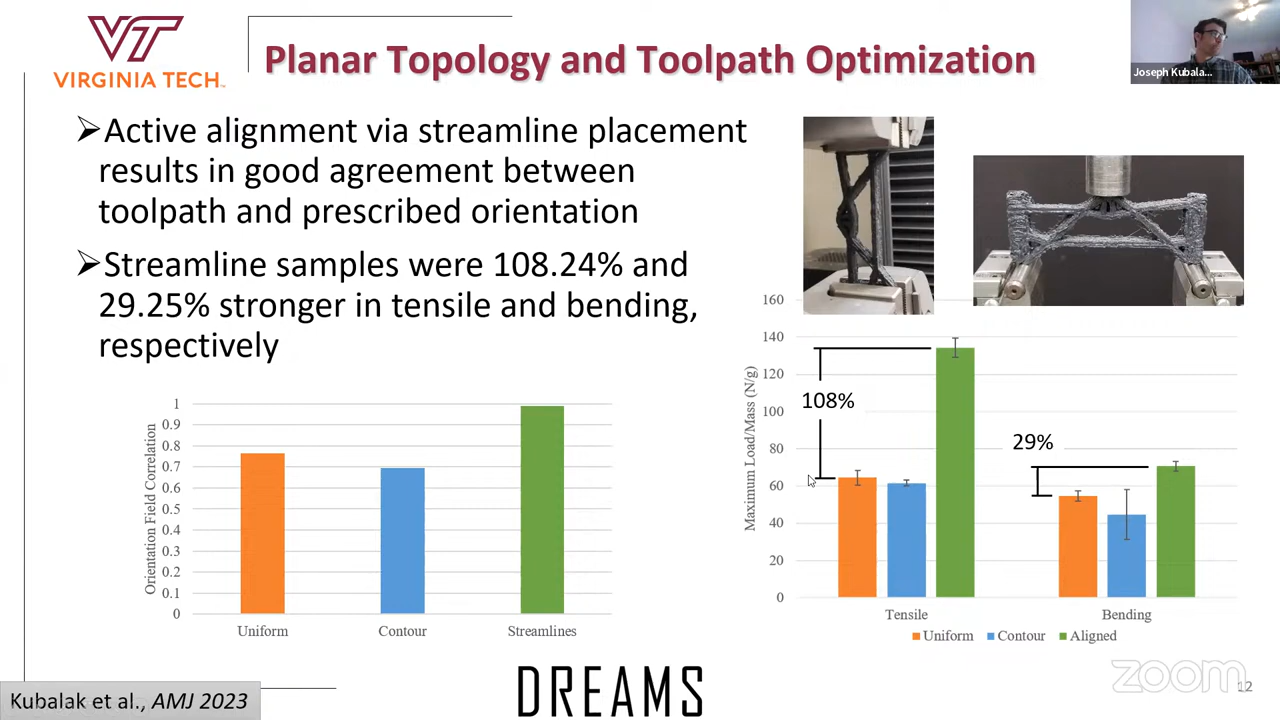 VT
VIRGINIA TECH™
Planar Topology and Toolpath Optimization
Joseph Kubala...
➢Active alignment via streamline placement
results in good agreement between
toolpath and prescribed orientation
➢Streamline samples were 108.24% and
29.25% stronger in tensile and bending,
respectively
Orientation Field Correlation
1
0.9
0.8
0.7
0.6
0.5
0.4
0.3
0.2
0.1
0
Uniform Contour Streamlines
Maximum Load/Mass (N/g)
160
140
120
100
80
60
40
20
0
108%
29%
Tensile Bending
Uniform Contour Aligned
Kubalak et al., AMJ 2023
DREAMS
zoom
12